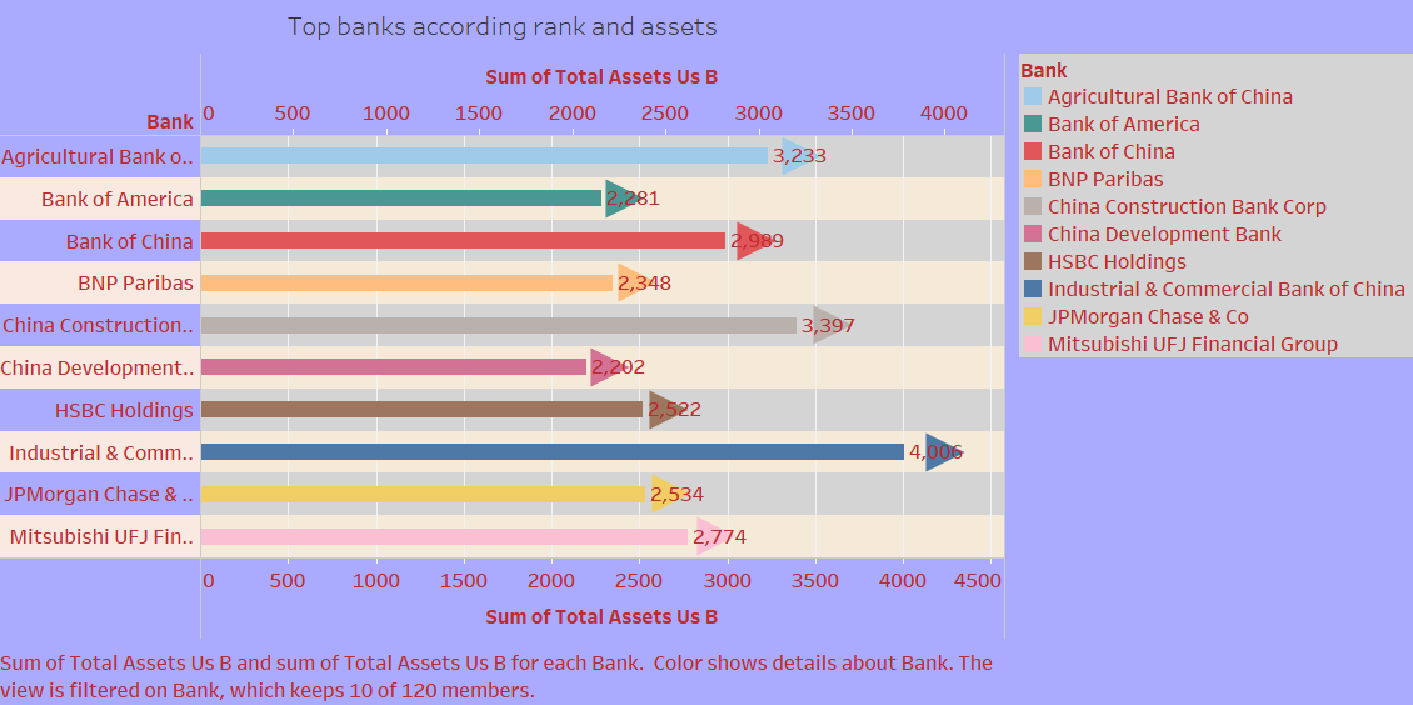 Top banks according rank and assets
Sum of Total Assets Us B
Bank
0 500 1000 1500 2000 2500 3000 3500 4000
Agricultural Bank o.. 3,233
Bank of America 2,281
Bank of China 2,989
BNP Paribas 2,348
China Construction.. 3,397
China Development.. 2,202
HSBC Holdings 2,522
Industrial & Comm.. 4,006
JPMorgan Chase & .. 2,534
Mitsubishi UFJ Fin.. 2,774
0 500 1000 1500 2000 2500 3000 3500 4000 4500
Sum of Total Assets Us B
Bank
Agricultural Bank of China
Bank of America
Bank of China
BNP Paribas
China Construction Bank Corp
China Development Bank
HSBC Holdings
Industrial & Commercial Bank of China
JPMorgan Chase & Co
Mitsubishi UFJ Financial Group
Sum of Total Assets Us B and sum of Total Assets Us B for each Bank.  Color shows details about Bank. The
view is filtered on Bank, which keeps 10 of 120 members.